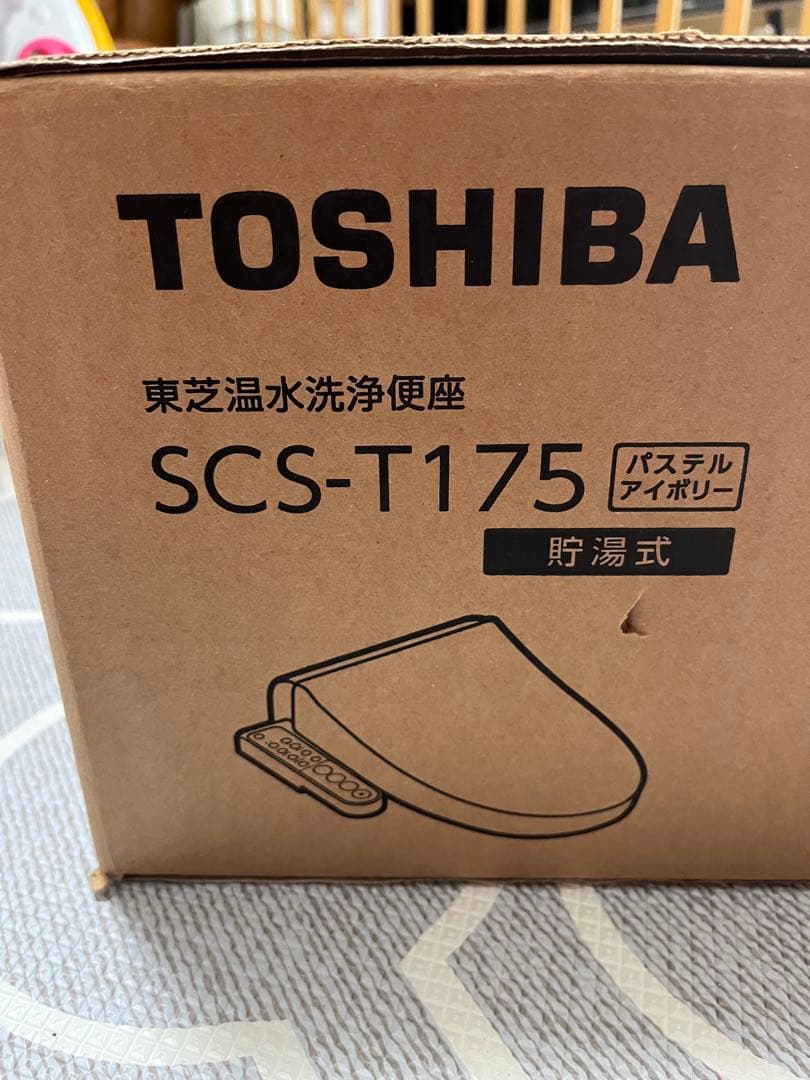 TOSHIBA
東芝温水洗浄便座
SCS-T175
パステル
アイボリー
貯湯式